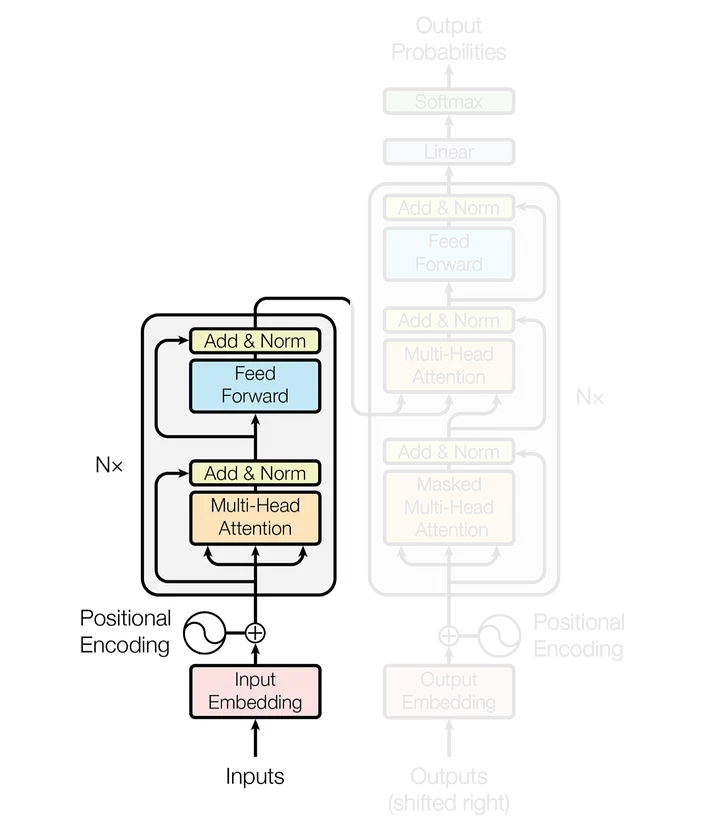 Output
Probabilities
Softmax
Linear
Add & Norm
Feed
Forward
Add & Norm
Multi-Head
Attention
Nx
Add & Norm
Masked
Multi-Head
Attention
Positional
Encoding
Output
Embedding
Outputs
(shifted right)
Add & Norm
Feed
Forward
Nx
Add & Norm
Multi-Head
Attention
Positional
Encoding
Input
Embedding
Inputs